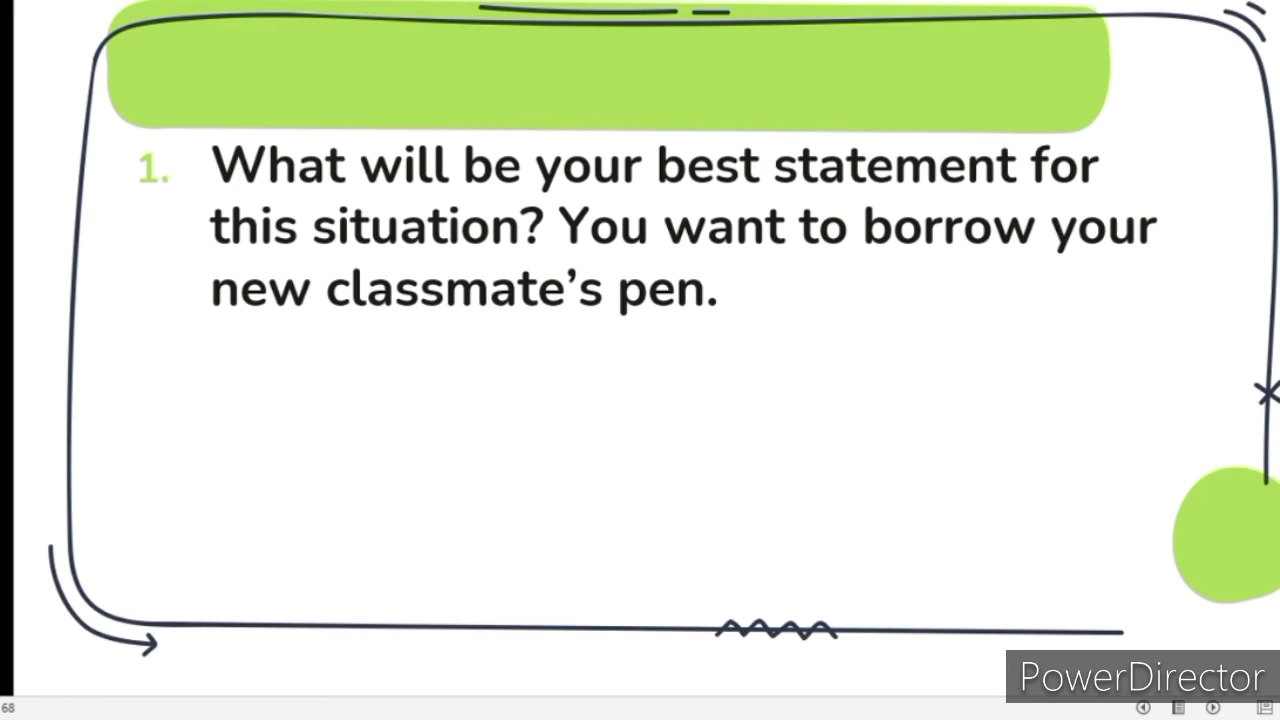 1. What will be your best statement for
this situation? You want to borrow your
new classmate's pen.
PowerDirector
68